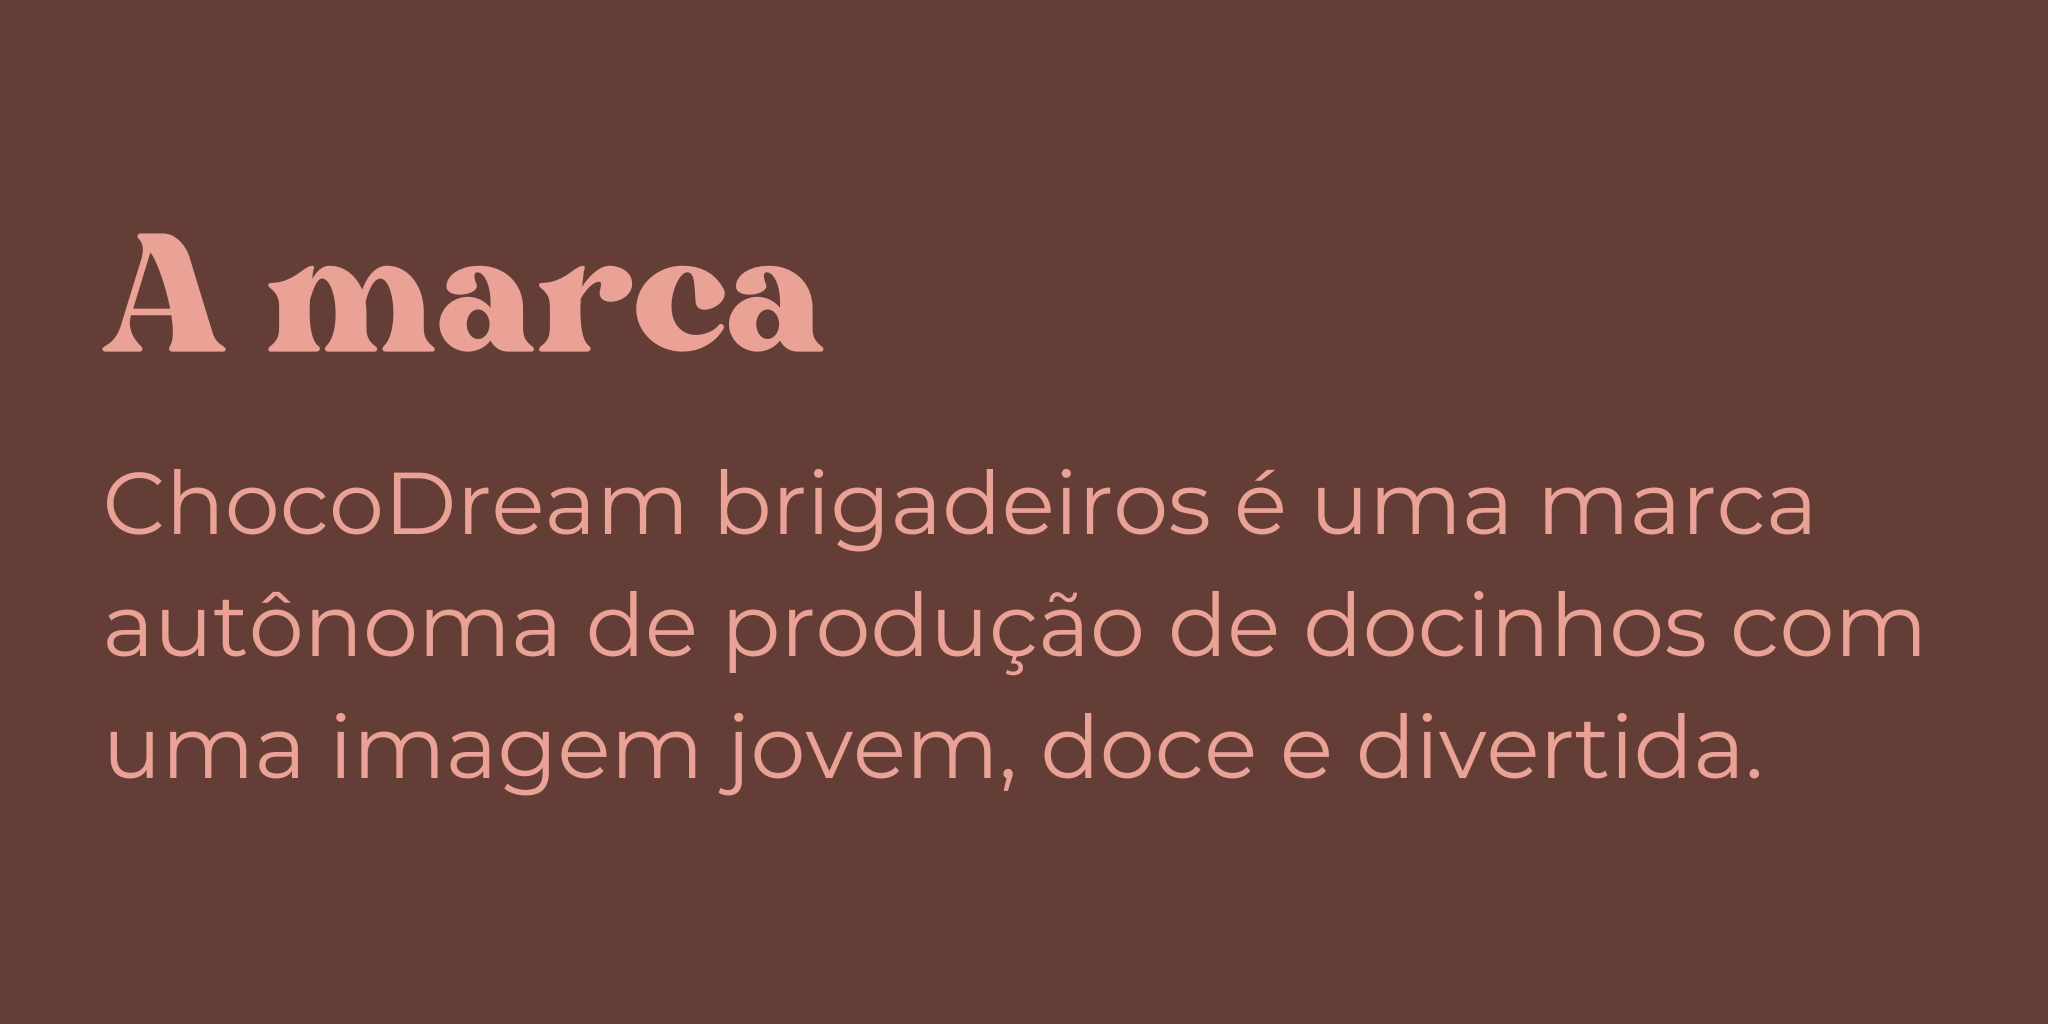 A marca
ChocoDream brigadeiros é uma marca
autônoma de produção de docinhos com
uma imagem jovem, doce e divertida.